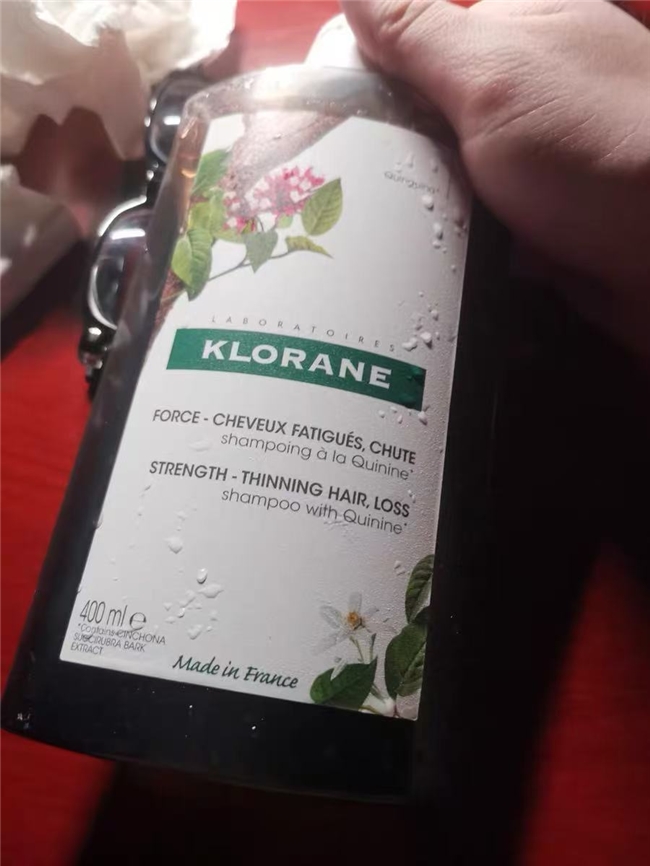 LABORATOIRES
KLORANE
FORCE - CHEVEUX FATIGUÉS, CHUTE
shampoing à la Quinine*
STRENGTH - THINNING HAIR, LOSS
shampoo with Quinine*
400 ml e
*Contains CINCHONA
SUCCIRUBRA BARK
EXTRACT
Made in France